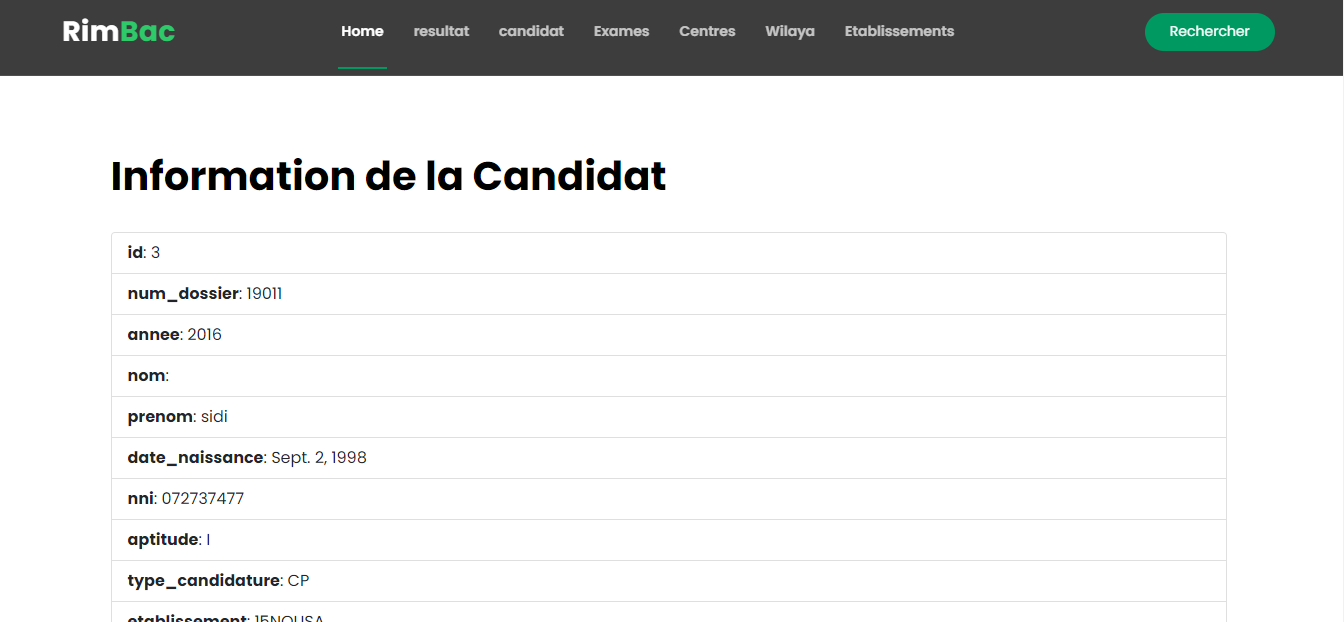 RimBac Home resultat candidat Exames Centres Wilaya Etablissements Rechercher
Information de la Candidat
id: 3
num_dossier: 19011
annee: 2016
nom:
prenom: sidi
date_naissance: Sept. 2, 1998
nni: 072737477
aptitude: I
type_candidature: CP
etablissement: 15NOUSA